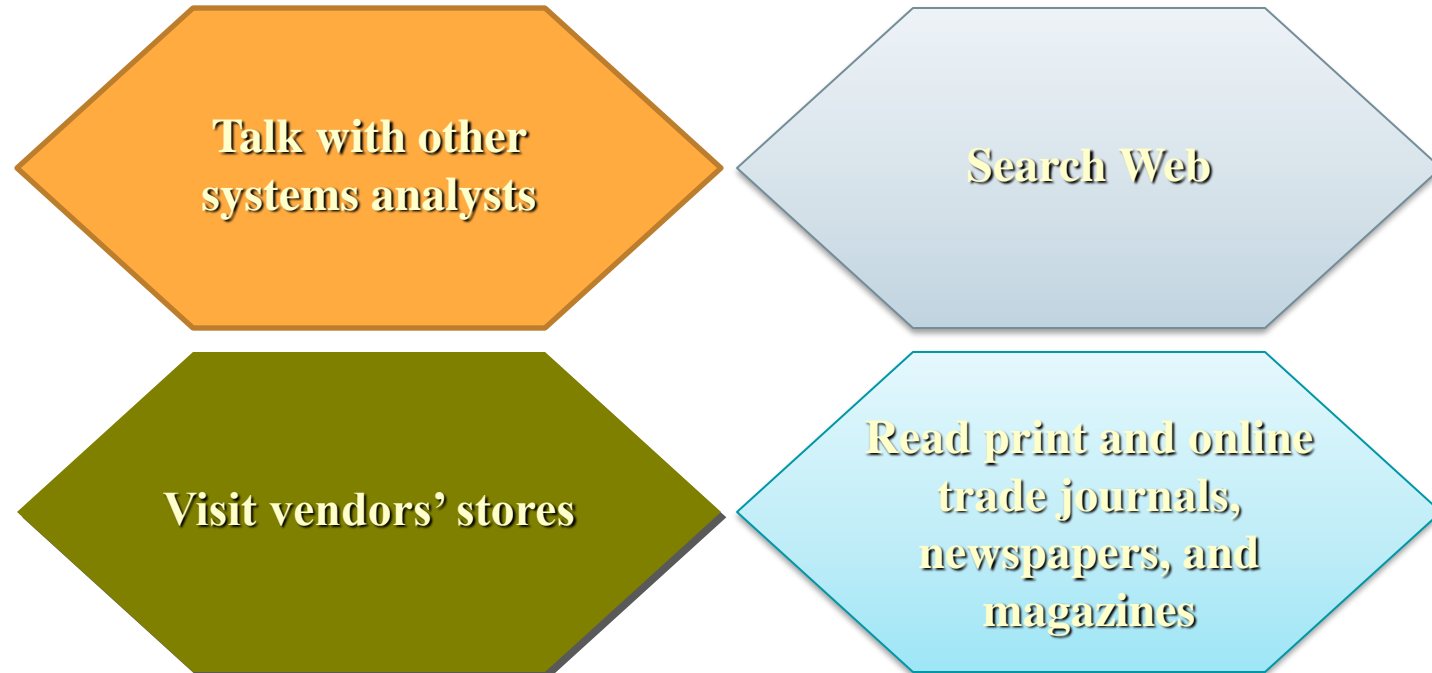 Talk with other
systems analysts
Search Web
Visit vendors’ stores
Read print and online
trade journals,
newspapers, and
magazines